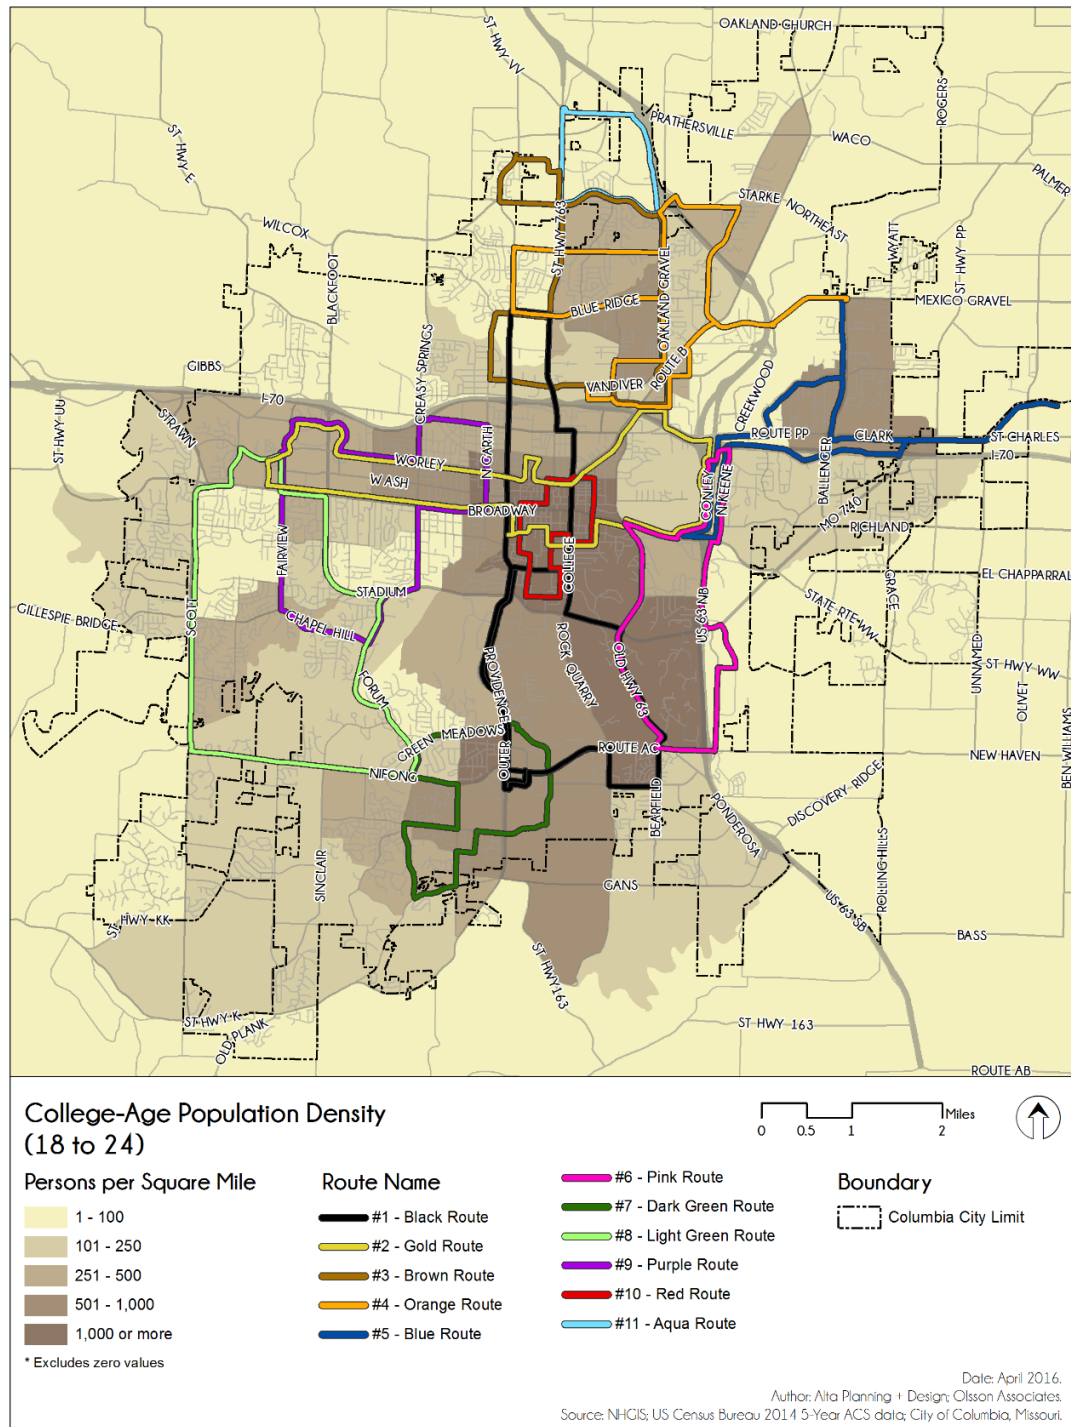 OAKLAND CHURCH
ST HWY VV
ROGERS
PRATHERSVILLE
WACO
ST HWY E
PALMER
STARKE NORTHEAST
WILCOX
ST HWY 763
WYATT
ST HWY PP
BLACKFOOT
OAKLAND GRAVEL
BLUE RIDGE
MEXICO GRAVEL
CREASY SPRINGS
GIBBS
ROUTE B
VANDIVER
CREEKWOOD
I-70
STRAWN
ST HWY UU
N GARTH
ROUTE PP
CLARK
ST CHARLES
I-70
WORLEY
WASH
BALLENGER
CONLEY
N KEENE
BROADWAY
MO 740
RICHLAND
FAIRVIEW
COLLEGE
EL CHAPPARRAL
STADIUM
GRACE
GILLESPIE BRIDGE
SCOTT
CHAPEL HILL
US 63 NB
STATE RTE WW
ROCK QUARRY
OLD HWY 63
UNNAMED
ST HWY WW
FORUM
PROVIDENCE
OLIVET
BEN WILLIAMS
GREEN MEADOWS
OUTER
ROUTE AC
NEW HAVEN
NIFONG
BEARFIELD
PONDEROSA
DISCOVERY RIDGE
SINCLAIR
GANS
ROLLING HILLS
ST HWY KK
US 63 SB
BASS
ST HWY163
ST HWY K
OLD PLANK
ST HWY 163
ROUTE AB
College-Age Population Density
(18 to 24)
0 0.5 1 2
Miles
Persons per Square Mile
1 - 100
101 - 250
251 - 500
501 - 1,000
1,000 or more
* Excludes zero values
Route Name
#1 - Black Route
#2 - Gold Route
#3 - Brown Route
#4 - Orange Route
#5 - Blue Route
#6 - Pink Route
#7 - Dark Green Route
#8 - Light Green Route
#9 - Purple Route
#10 - Red Route
#11 - Aqua Route
Boundary
Columbia City Limit
Date: April 2016.
Author: Alta Planning + Design; Olsson Associates.
Source: NHGIS; US Census Bureau 2014 5-Year ACS data; City of Columbia, Missouri.